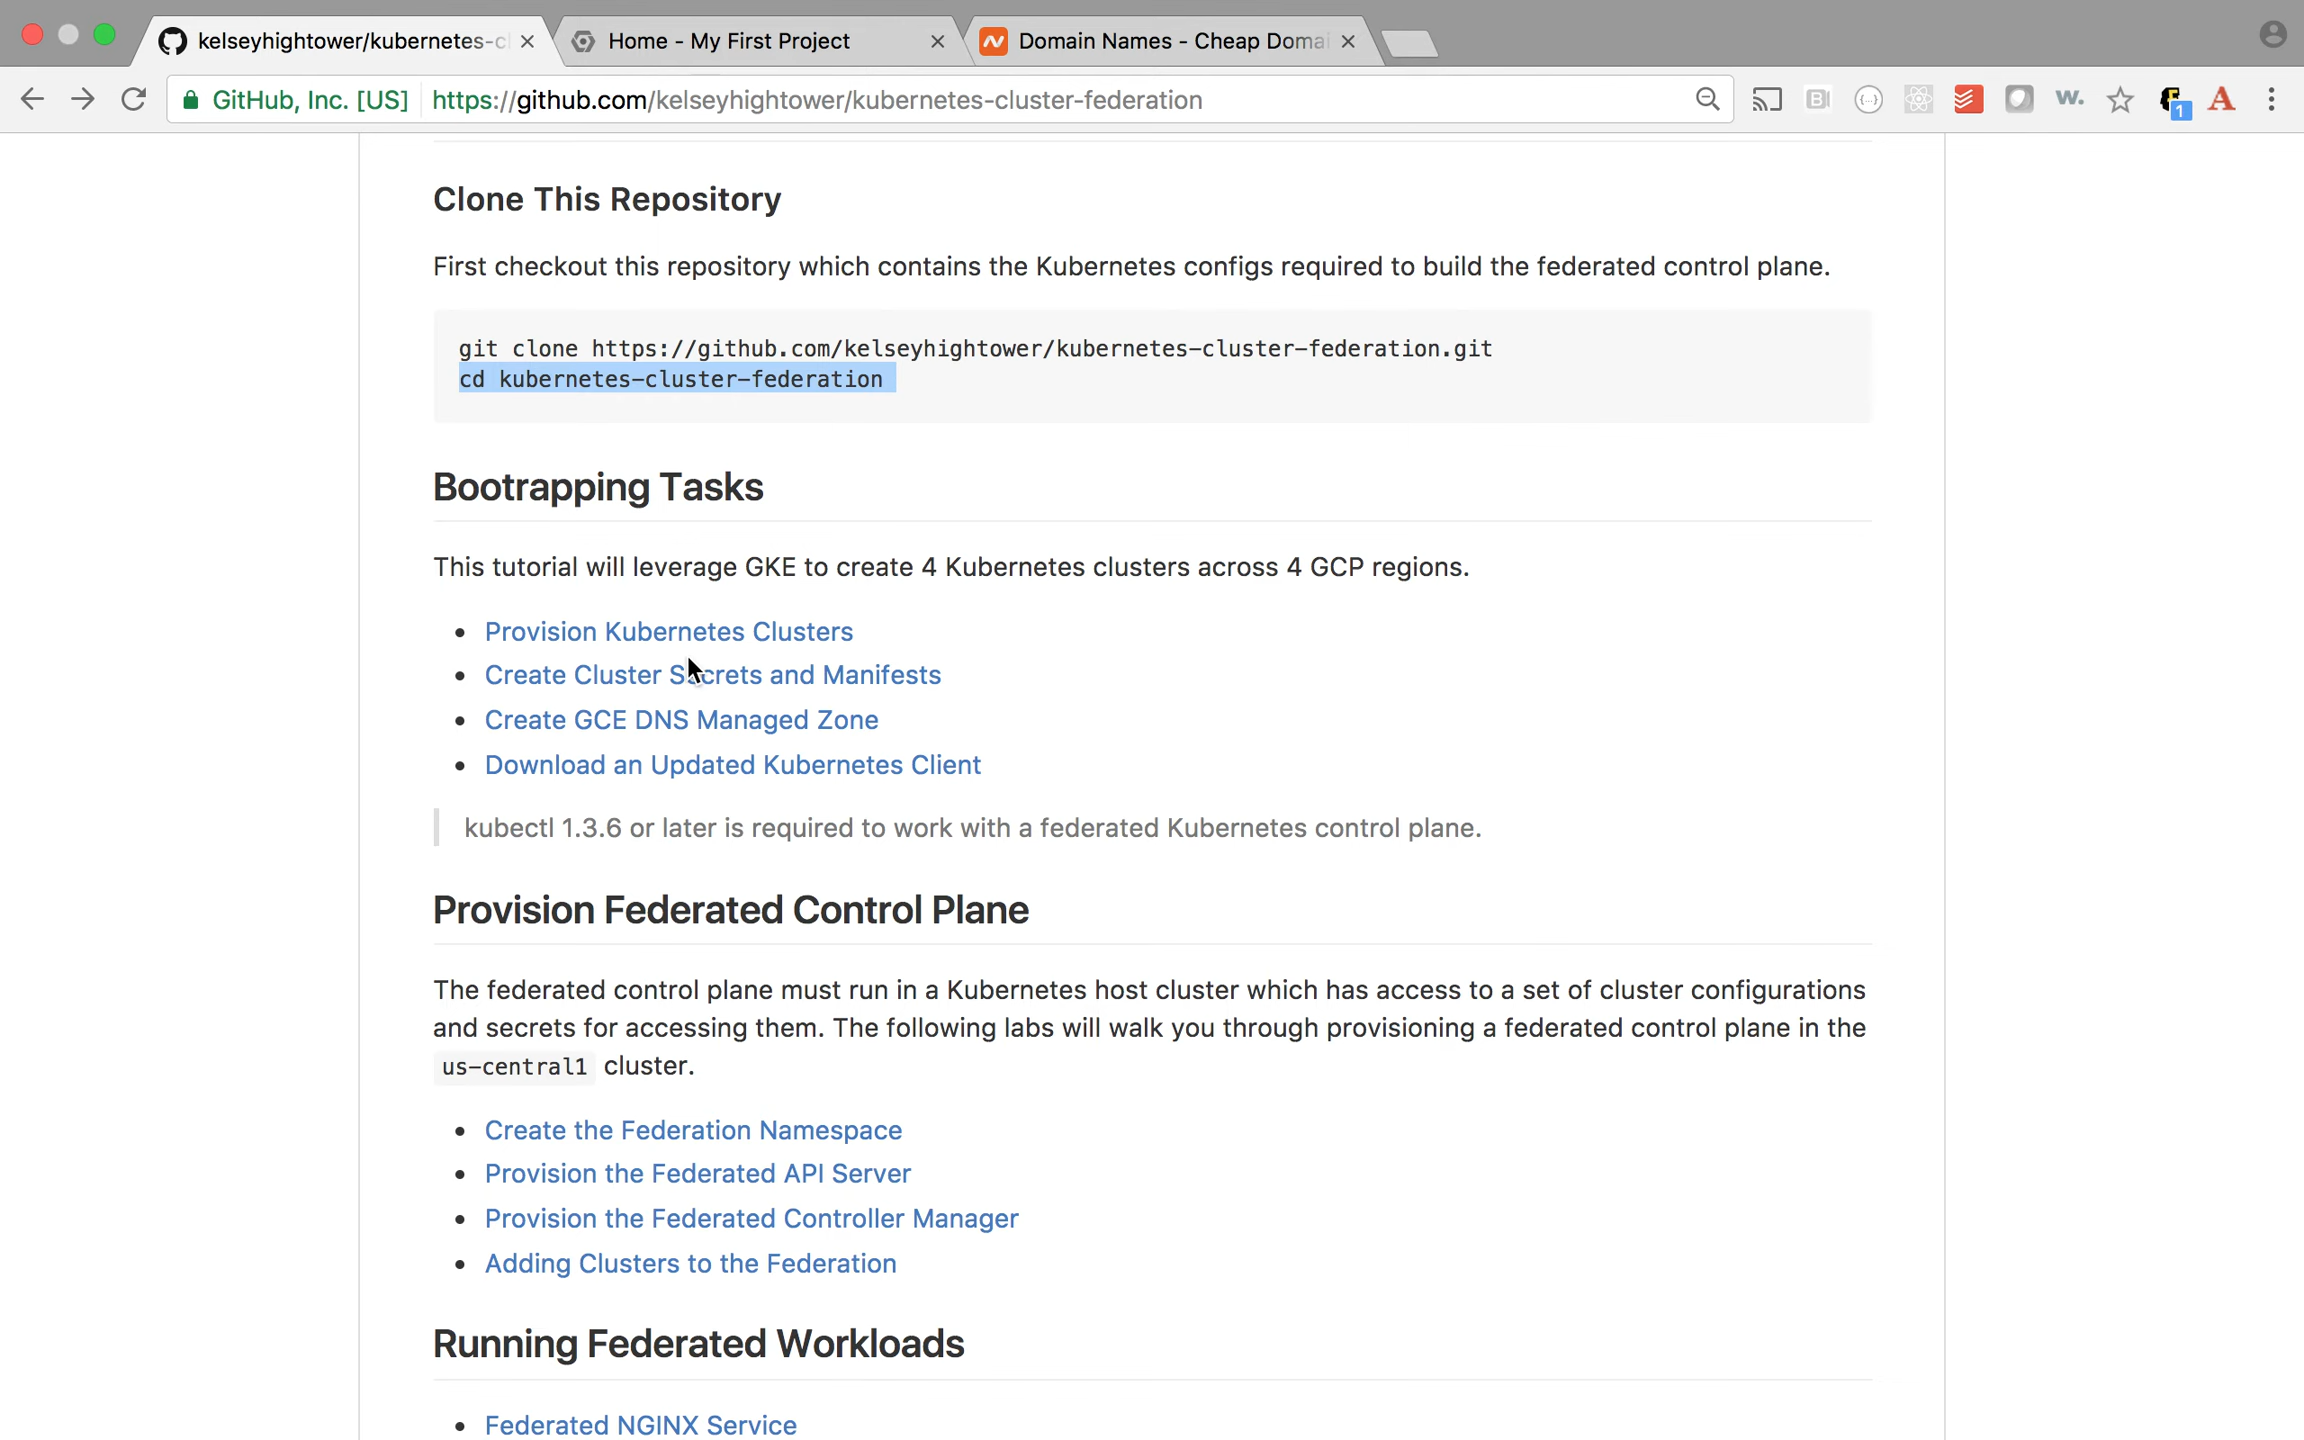 kelseyhightower/kubernetes-cl
Home - My First Project
Domain Names - Cheap Domai
GitHub, Inc. [US]
https://github.com/kelseyhightower/kubernetes-cluster-federation
W.
1
A
Clone This Repository
First checkout this repository which contains the Kubernetes configs required to build the federated control plane.
git clone https://github.com/kelseyhightower/kubernetes-cluster-federation.git
cd kubernetes-cluster-federation
Bootrapping Tasks
This tutorial will leverage GKE to create 4 Kubernetes clusters across 4 GCP regions.
Provision Kubernetes Clusters
Create Cluster Secrets and Manifests
Create GCE DNS Managed Zone
Download an Updated Kubernetes Client
kubectl 1.3.6 or later is required to work with a federated Kubernetes control plane.
Provision Federated Control Plane
The federated control plane must run in a Kubernetes host cluster which has access to a set of cluster configurations
and secrets for accessing them. The following labs will walk you through provisioning a federated control plane in the
us-central1 cluster.
Create the Federation Namespace
Provision the Federated API Server
Provision the Federated Controller Manager
Adding Clusters to the Federation
Running Federated Workloads
Federated NGINX Service